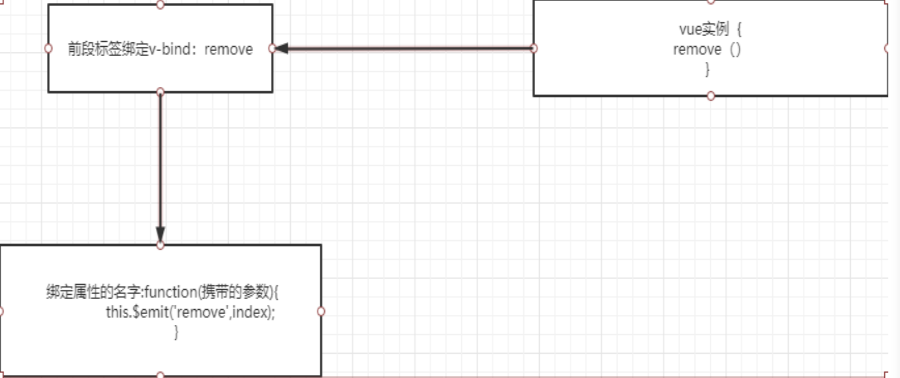 前段标签绑定v-bind：remove
vue实例｛
remove（）
｝
绑定属性的名字:function(携带的参数){
this.$emit('remove',index);
}